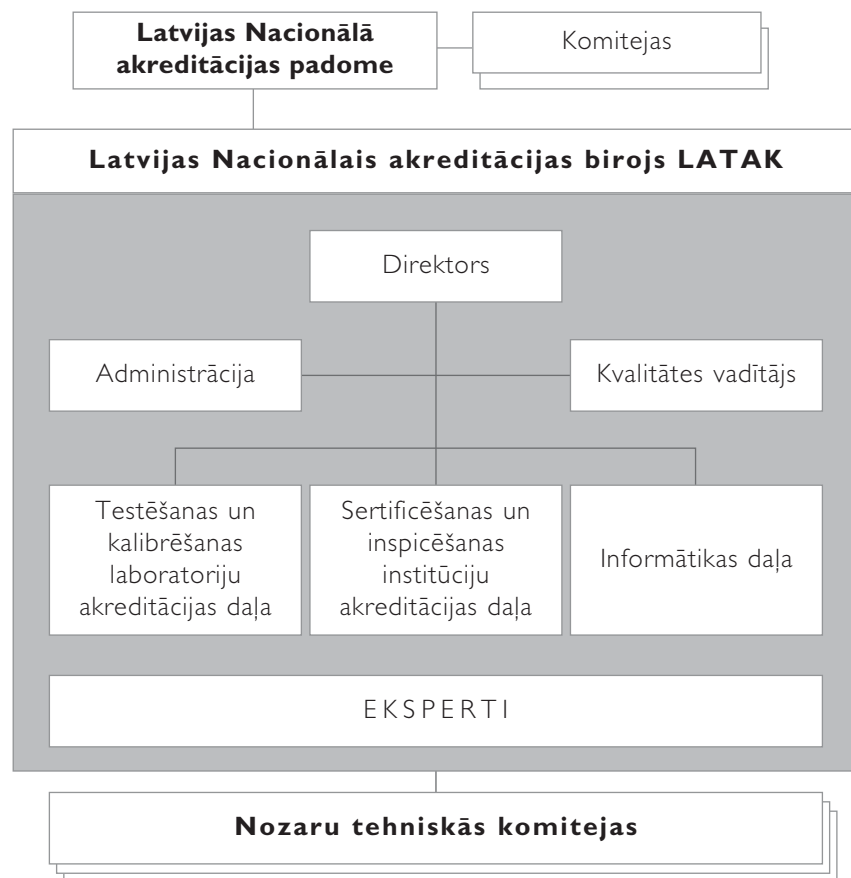 Latvijas Nacionālā
akreditācijas padome
Komitejas
Latvijas Nacionālais akreditācijas birojs LATAK
Direktors
Administrācija
Kvalitātes vadītājs
Testēšanas un
kalibrēšanas
laboratoriju
akreditācijas daļa
Sertificēšanas un
inspicēšanas
institūciju
akreditācijas daļa
Informātikas daļa
EKSPERTI
Nozaru tehniskās komitejas